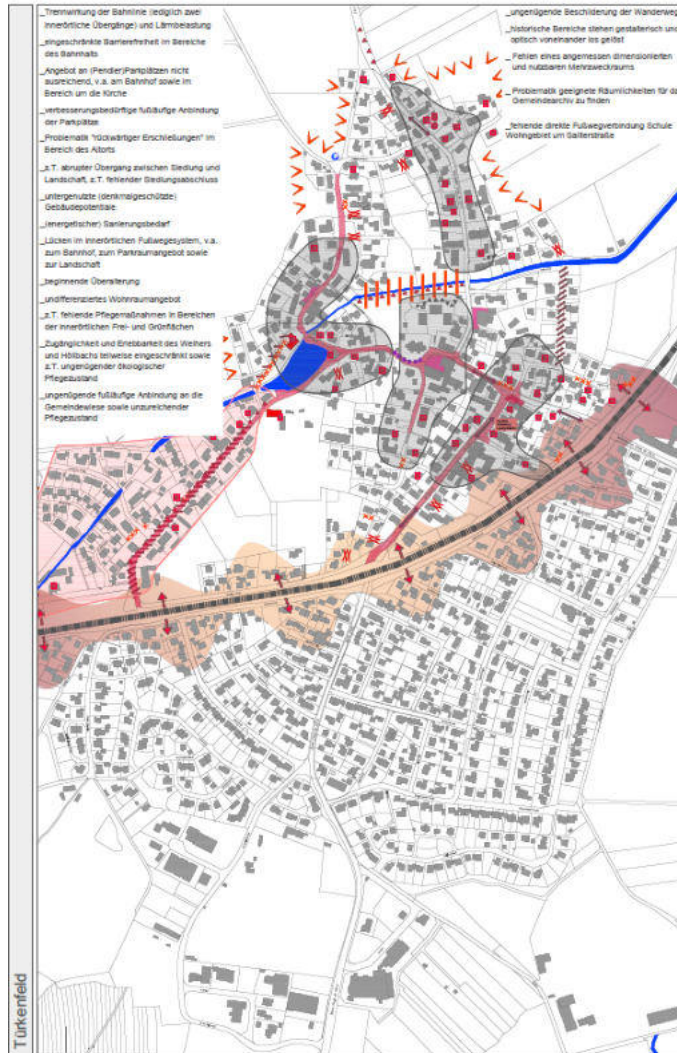 _Trennwirkung der Bahnlinie (lediglich zwei
innerörtliche Übergänge) und Lärmbelastung
_eingeschränkte Barrierefreiheit im Bereiche
des Bahnhalts
_Angebot an (Pendler)Parkplätzen nicht
ausreichend, v.a. am Bahnhof sowie im
Bereich um die Kirche
_verbesserungsbedürftige fußläufige Anbindung
der Parkplätze
_Problematik "rückwärtiger Erschließungen" im
Bereich des Altorts
_z.T. abrupter Übergang zwischen Siedlung und
Landschaft, z.T. fehlender Siedlungsabschluss
_untergenutzte (denkmalgeschützte)
Gebäudepotentiale
_(energetischer) Sanierungsbedarf
_Lücken im innerörtlichen Fußwegesystem, v.a.
zum Bahnhof, zum Parkraumangebot sowie
zur Landschaft
_beginnende Überalterung
_undifferenziertes Wohnraumangebot
_z.T. fehlende Pflegemaßnahmen in Bereichen
der innerörtlichen Frei- und Grünflächen
_Zugänglichkeit und Erlebbarkeit des Weihers
und Höllbachs teilweise eingeschränkt sowie
z.T. ungenügender ökologischer
Pflegezustand
_ungenügende fußläufige Anbindung an die
Gemeindewiese sowie unzureichender
Pflegezustand
_ungenügende Beschilderung der Wanderweg
_historische Bereiche stehen gestalterisch und
optisch voneinander los gelöst
_Fehlen eines angemessen dimensionierten
und nutzbaren Mehrzweckraums
_Problematik geeignete Räumlichkeiten für da
Gemeindearchiv zu finden
_fehlende direkte Fußwegverbindung Schule
Wohngebiet um Saliterstraße
Türkenfeld